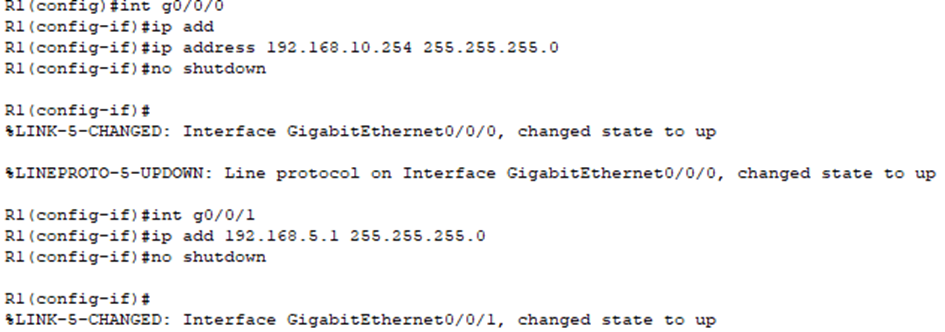 R1(config)#int g0/0/0
R1(config-if)#ip add
R1(config-if)#ip address 192.168.10.254 255.255.255.0
R1(config-if)#no shutdown
R1(config-if)#
%LINK-5-CHANGED: Interface GigabitEthernet0/0/0, changed state to up
%LINEPROTO-5-UPDOWN: Line protocol on Interface GigabitEthernet0/0/0, changed state to up
R1(config-if)#int g0/0/1
R1(config-if)#ip add 192.168.5.1 255.255.255.0
R1(config-if)#no shutdown
R1(config-if)#
%LINK-5-CHANGED: Interface GigabitEthernet0/0/1, changed state to up